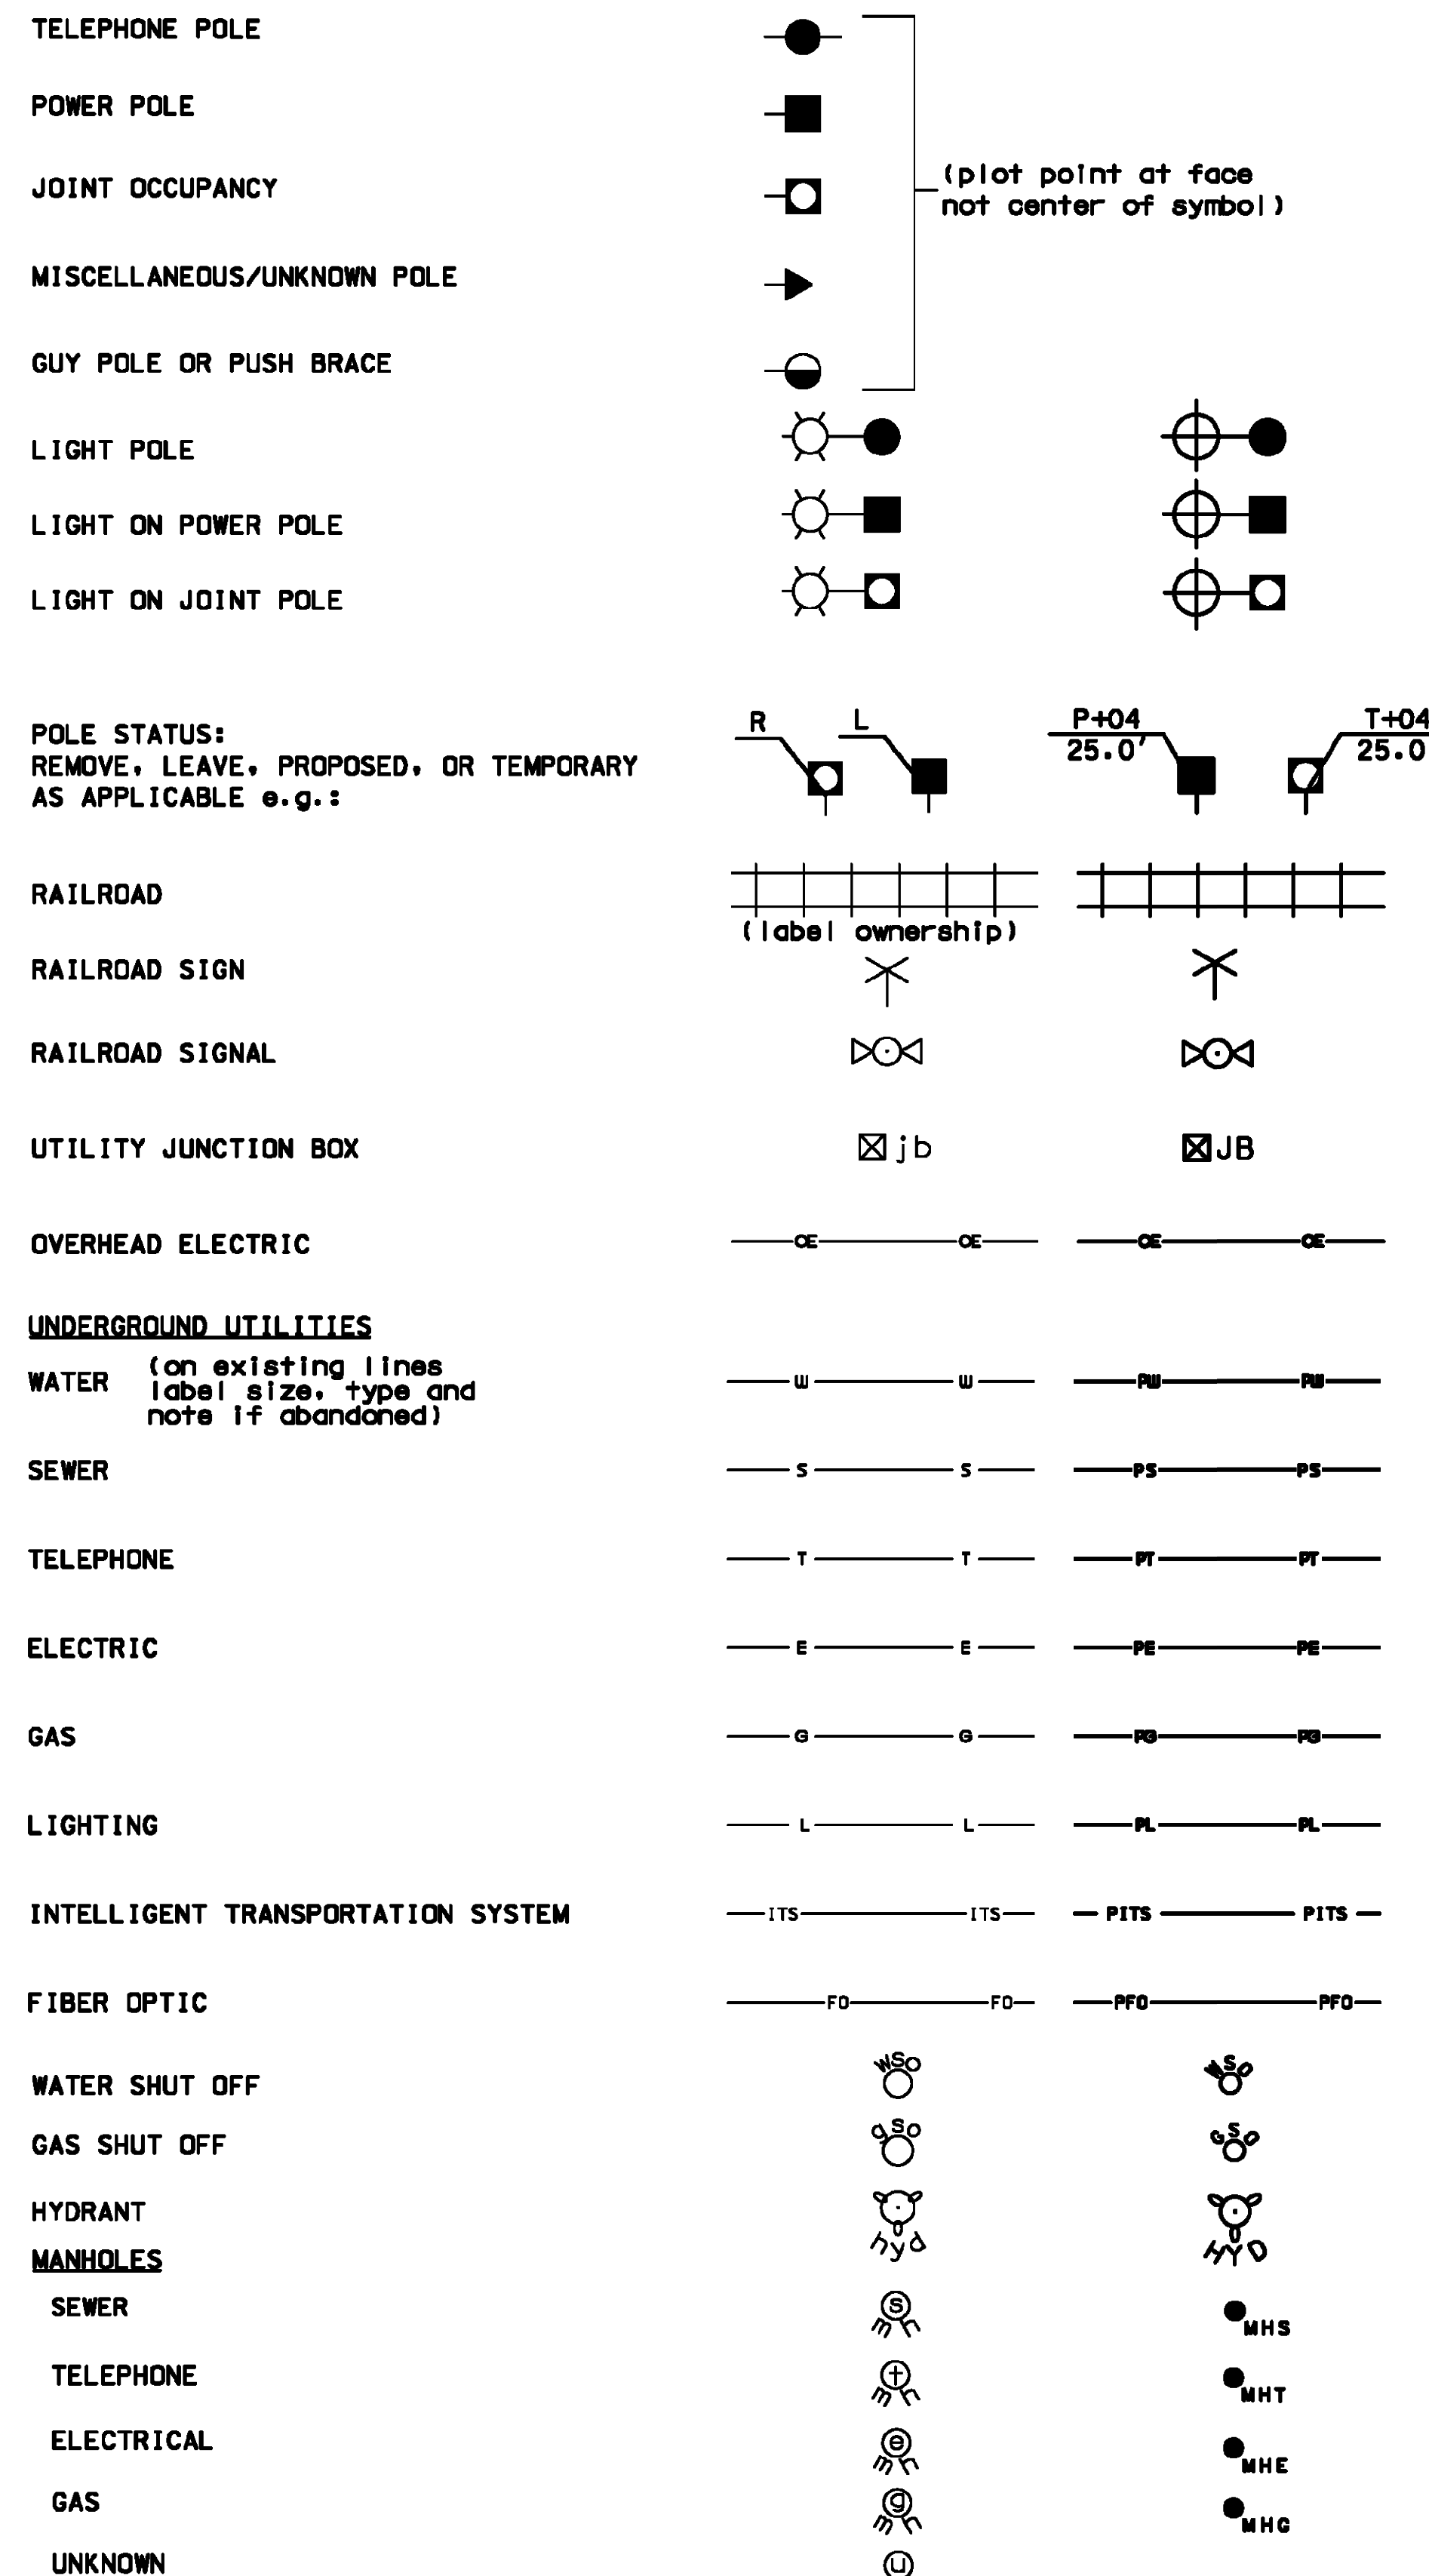 TELEPHONE POLE
POWER POLE
(plot point at face
JOINT OCCUPANCY
not center of symbol)
MISCELLANEOUS/UNKNOWN POLE
GUY POLE OR PUSH BRACE
LIGHT POLE
LIGHT ON POWER POLE
LIGHT ON JOINT POLE
R L P+04 T+04
POLE STATUS:
25.0' 25.0
REMOVE, LEAVE, PROPOSED, OR TEMPORARY
AS APPLICABLE e.g.:
RAILROAD
(label ownership)
RAILROAD SIGN
RAILROAD SIGNAL
UTILITY JUNCTION BOX jb JB
OVERHEAD ELECTRIC OE OE OE OE
UNDERGROUND UTILITIES
WATER (on existing lines
label size, type and
note if abandoned)
W W PW PW
SEWER S S PS PS
TELEPHONE T T PT PT
ELECTRIC E E PE PE
GAS G G PG PG
LIGHTING L L PL PL
INTELLIGENT TRANSPORTATION SYSTEM ITS ITS PITS PITS
FIBER OPTIC FO FO PFO PFO
WATER SHUT OFF wso WSO
GAS SHUT OFF gso GSO
HYDRANT hyd HYD
MANHOLES
SEWER s mh MHS
TELEPHONE t mh MHT
ELECTRICAL e mh MHE
GAS g mh MHG
UNKNOWN u